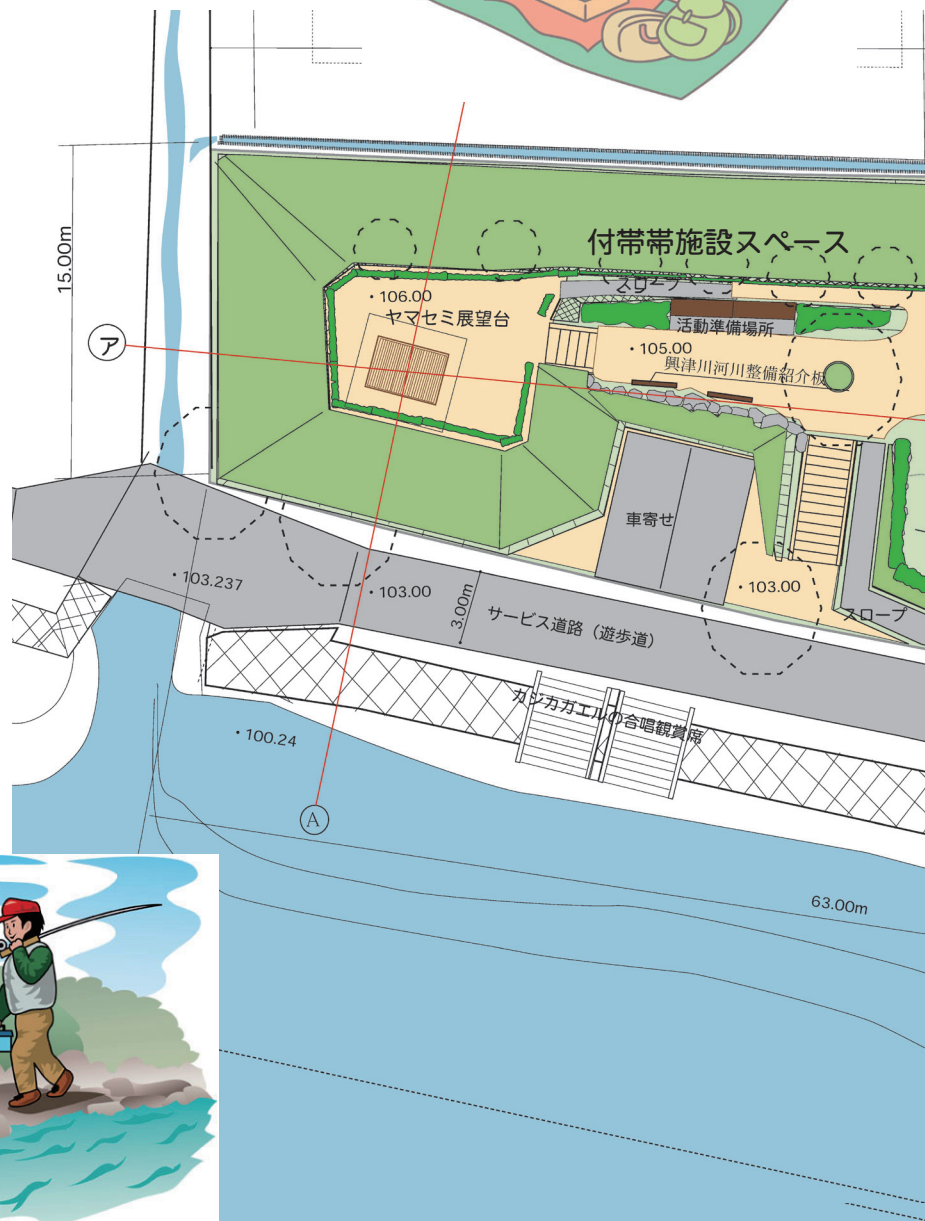 付帯帯施設スペース
15.00m
スロープ
・106.00
ヤマセミ展望台
活動準備場所
・105.00
ア
興津川河川整備紹介板
車寄せ
・103.237
・103.00
3.00m
サービス道路（遊歩道）
・103.00
スロープ
カジカガエルの合唱観賞席
・100.24
A
63.00m